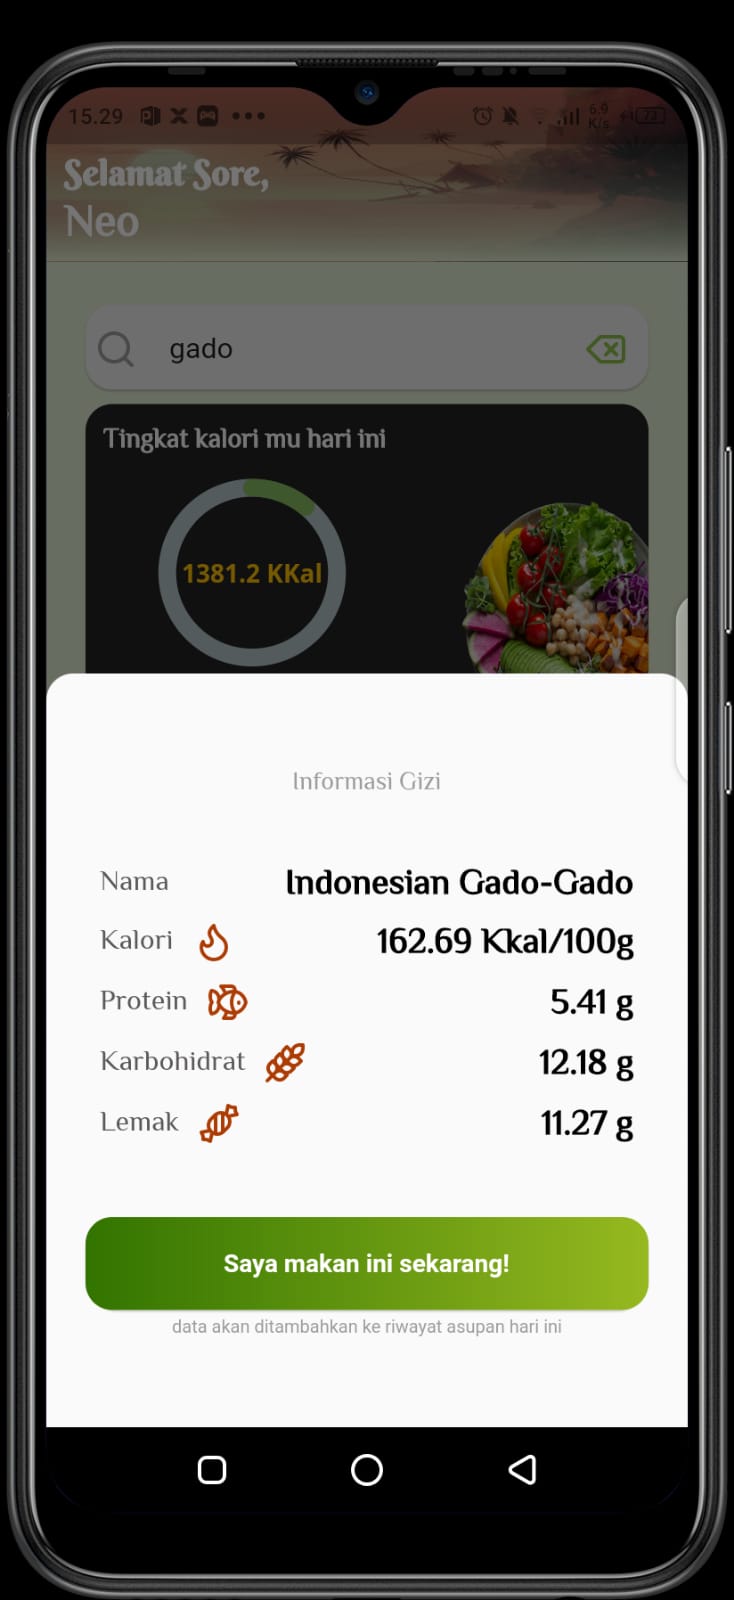 15.29
6.9
K/s
73
Selamat Sore,
Neo
gado
Tingkat kalori mu hari ini
1381.2 KKal
Informasi Gizi
Nama Indonesian Gado-Gado
Kalori 162.69 Kkal/100g
Protein 5.41 g
Karbohidrat 12.18 g
Lemak 11.27 g
Saya makan ini sekarang!
data akan ditambahkan ke riwayat asupan hari ini